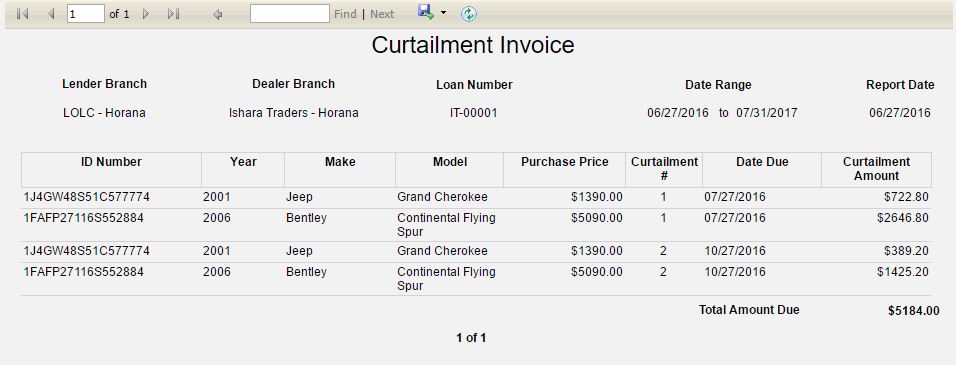 1 of 1 Find | Next
Curtailment Invoice
Lender Branch Dealer Branch Loan Number Date Range Report Date
LOLC - Horana Ishara Traders - Horana IT-00001 06/27/2016 to 07/31/2017 06/27/2016
ID Number Year Make Model Purchase Price Curtailment Date Due Curtailment
# Amount
1J4GW48S51C577774 2001 Jeep Grand Cherokee $1390.00 1 07/27/2016 $722.80
1FAFP27116S552884 2006 Bentley Continental Flying $5090.00 1 07/27/2016 $2646.80
Spur
1J4GW48S51C577774 2001 Jeep Grand Cherokee $1390.00 2 10/27/2016 $389.20
1FAFP27116S552884 2006 Bentley Continental Flying $5090.00 2 10/27/2016 $1425.20
Spur
Total Amount Due $5184.00
1 of 1